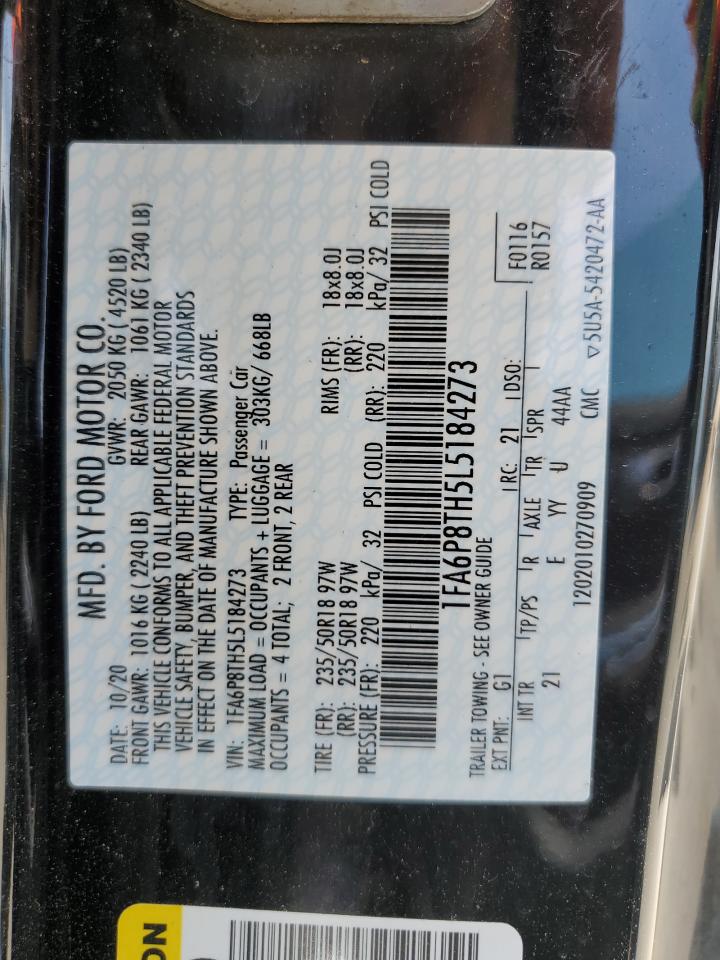 MFD. BY FORD MOTOR CO.
DATE: 10/20 GVWR: 2050 KG ( 4520 LB)
FRONT GAWR: 1016 KG ( 2240 LB) REAR GAWR: 1061 KG ( 2340 LB)
THIS VEHICLE CONFORMS TO ALL APPLICABLE FEDERAL MOTOR
VEHICLE SAFETY, BUMPER, AND THEFT PREVENTION STANDARDS
IN EFFECT ON THE DATE OF MANUFACTURE SHOWN ABOVE.
VIN: 1FA6P8TH5L5184273 TYPE: Passenger Car
MAXIMUM LOAD = OCCUPANTS + LUGGAGE = 303KG/ 668LB
OCCUPANTS = 4 TOTAL; 2 FRONT, 2 REAR
TIRE (FR): 235/50R18 97W RIMS (FR): 18x8.0J
(RR): 235/50R18 97W (RR): 18x8.0J
PRESSURE (FR): 220 kPa/ 32 PSI COLD (RR): 220 kPa/ 32 PSI COLD
1FA6P8TH5L5184273
TRAILER TOWING - SEE OWNER GUIDE F0116
EXT PNT: G1 RC: 21 DSO: R0157
INT TR TP/PS R AXLE TR SPR
21 E YY U 44AA
1202010270909 CMC ▽5U5A-5420472-AA
ON